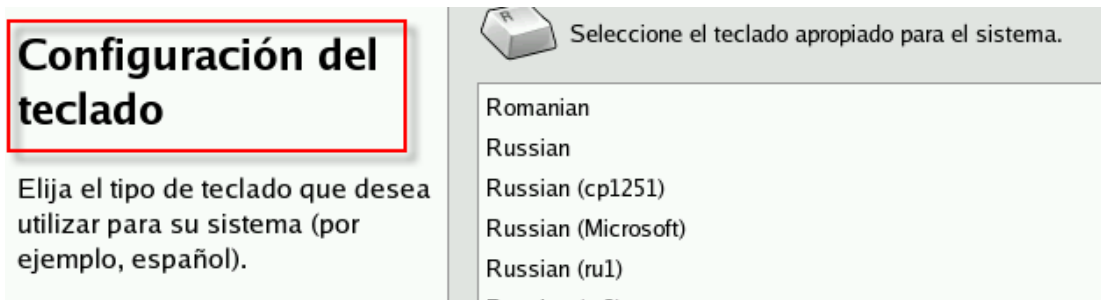 Configuración del
teclado
Elija el tipo de teclado que desea
utilizar para su sistema (por
ejemplo, español).
R
Seleccione el teclado apropiado para el sistema.
Romanian
Russian
Russian (cp1251)
Russian (Microsoft)
Russian (ru1)